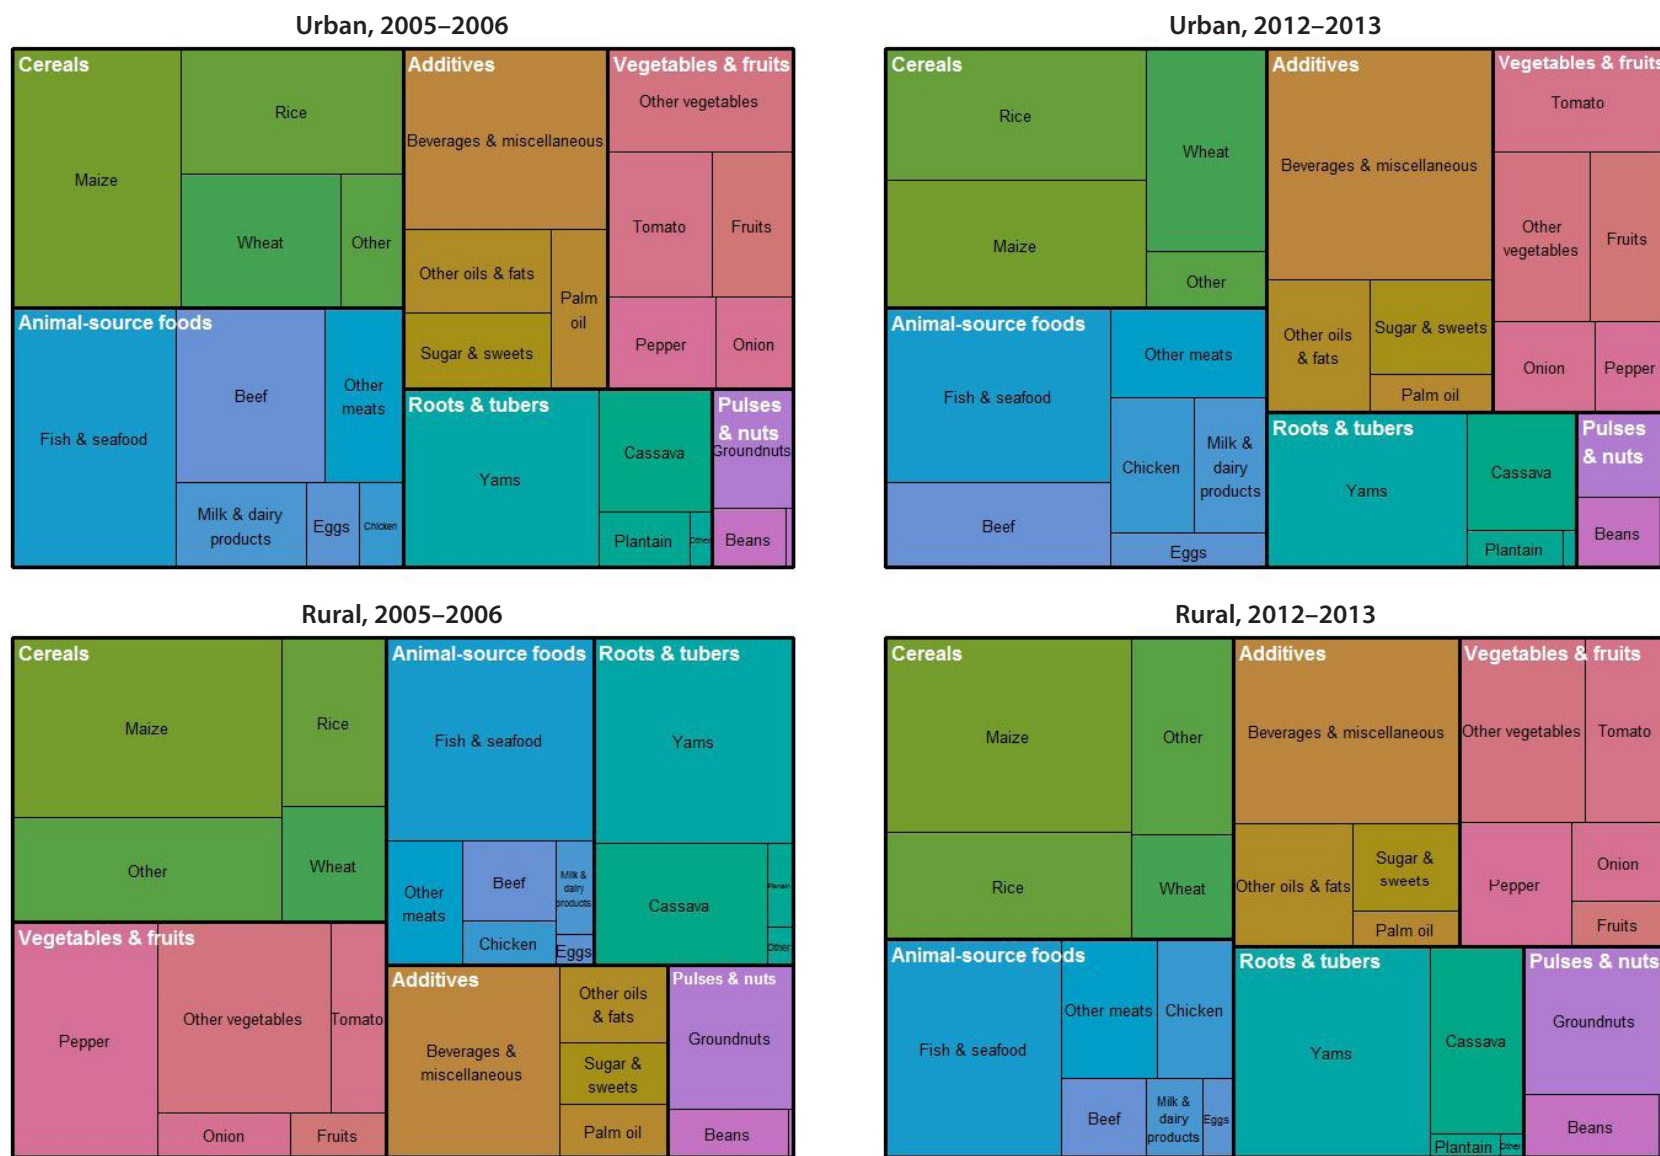 Urban, 2005–2006
Cereals
Maize
Rice
Wheat
Other
Additives
Beverages & miscellaneous
Other oils & fats
Sugar & sweets
Palm
oil
Vegetables & fruits
Other vegetables
Tomato
Fruits
Pepper
Onion
Animal-source foods
Fish & seafood
Beef
Other
meats
Milk & dairy
products
Eggs
Chicken
Roots & tubers
Yams
Cassava
Plantain
Other
Pulses
& nuts
Groundnuts
Beans
Urban, 2012–2013
Cereals
Rice
Maize
Wheat
Other
Additives
Beverages & miscellaneous
Other oils
& fats
Sugar & sweets
Palm oil
Vegetables & fruits
Tomato
Other
vegetables
Fruits
Onion
Pepper
Animal-source foods
Fish & seafood
Beef
Other meats
Chicken
Milk &
dairy
products
Eggs
Roots & tubers
Yams
Cassava
Plantain
Pulses
& nuts
Beans
Rural, 2005–2006
Cereals
Maize
Other
Rice
Wheat
Animal-source foods
Fish & seafood
Other
meats
Beef
Chicken
Milk &
dairy
products
Eggs
Roots & tubers
Yams
Cassava
Plantain
Other
Vegetables & fruits
Pepper
Other vegetables
Tomato
Onion
Fruits
Additives
Beverages &
miscellaneous
Other oils
& fats
Sugar &
sweets
Palm oil
Pulses & nuts
Groundnuts
Beans
Rural, 2012–2013
Cereals
Maize
Rice
Other
Wheat
Additives
Beverages & miscellaneous
Other oils & fats
Sugar &
sweets
Palm oil
Vegetables & fruits
Other vegetables
Tomato
Pepper
Onion
Fruits
Animal-source foods
Fish & seafood
Other meats
Chicken
Beef
Milk &
dairy
products
Eggs
Roots & tubers
Yams
Cassava
Plantain
Other
Pulses & nuts
Groundnuts
Beans